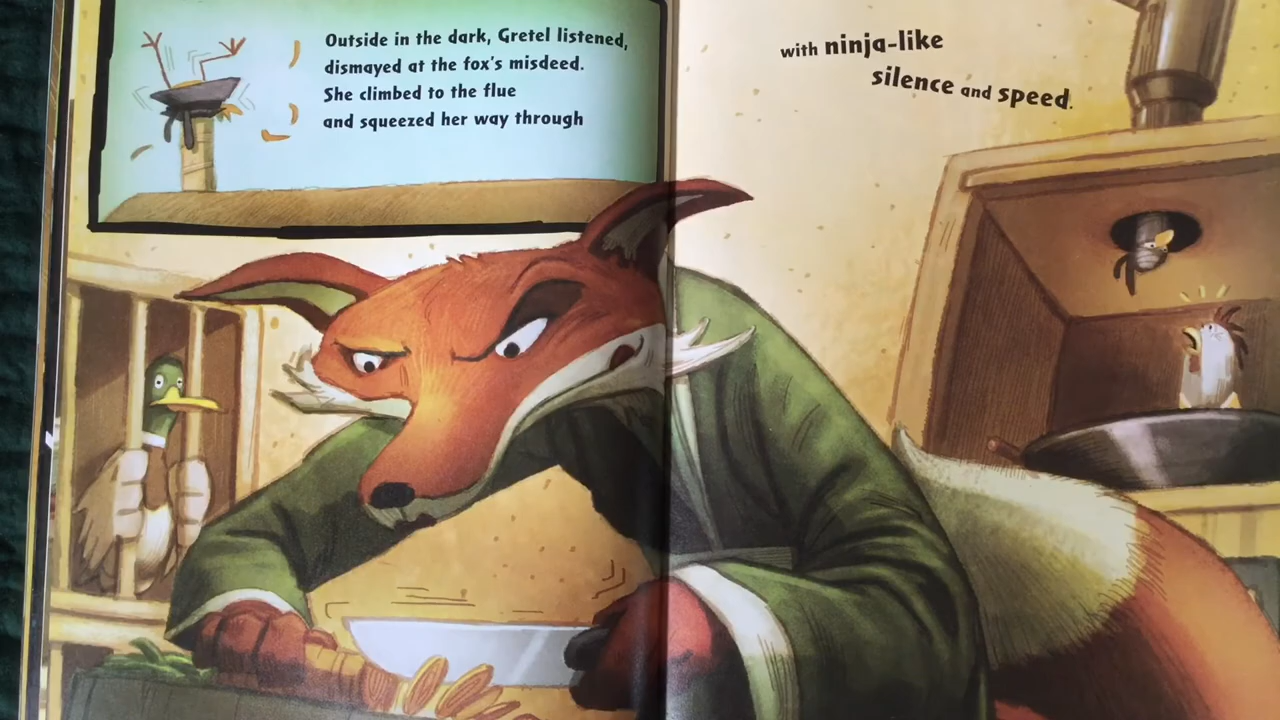 Outside in the dark, Gretel listened,
dismayed at the fox's misdeed.
She climbed to the flue
and squeezed her way through
with ninja-like
silence and speed.